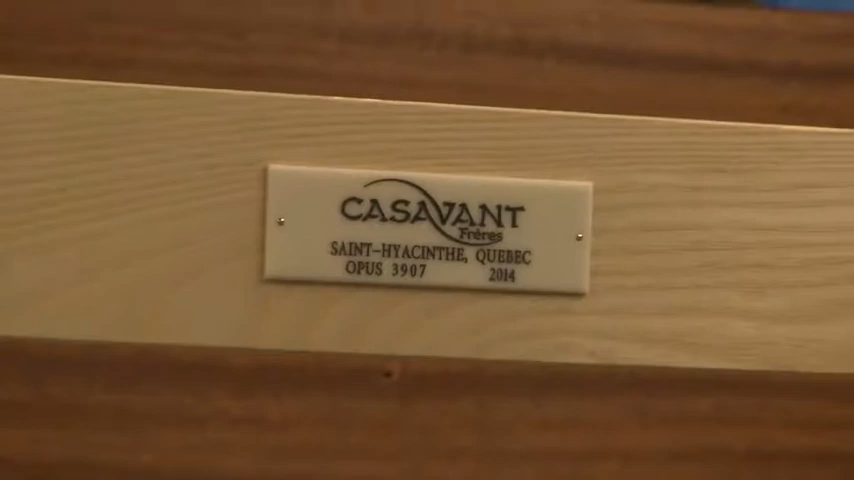 CASAVANT
Frères
SAINT-HYACINTHE, QUEBEC
OPUS 3907 2014